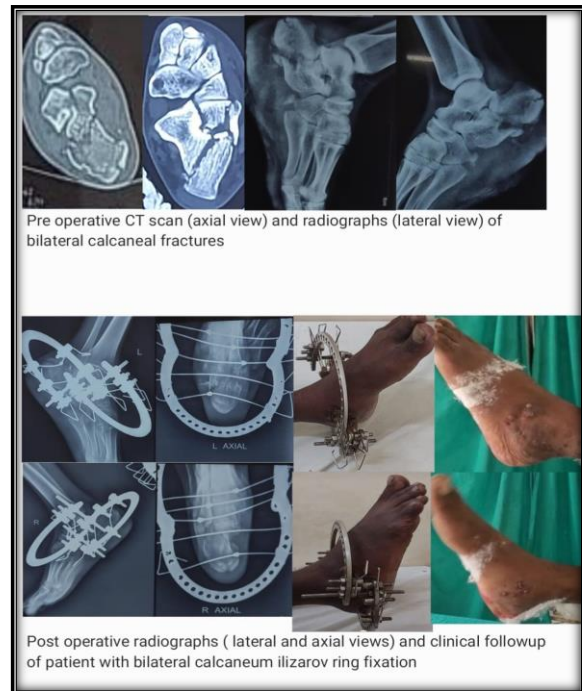 Pre operative CT scan (axial view) and radiographs (lateral view) of
bilateral calcaneal fractures
L
L AXIAL
R
R AXIAL
Post operative radiographs ( lateral and axial views) and clinical followup
of patient with bilateral calcaneum ilizarov ring fixation